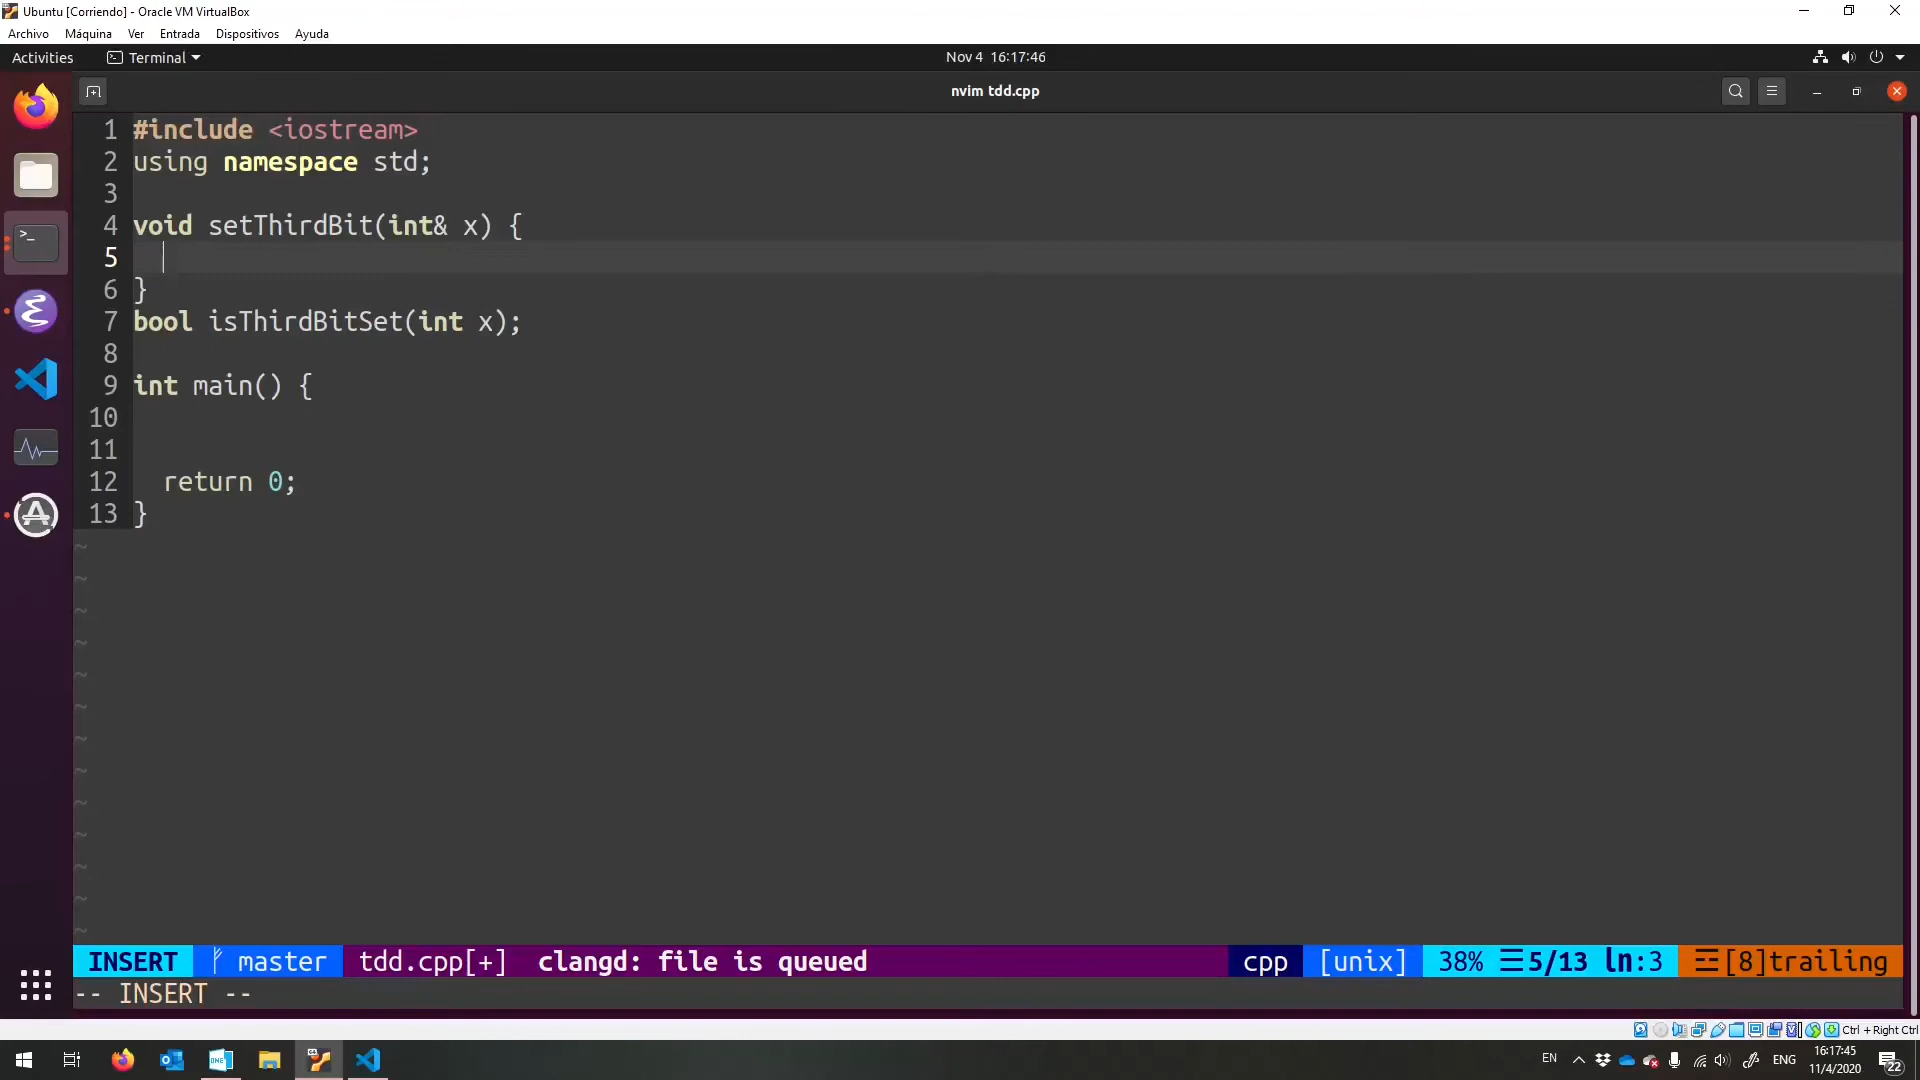 Ubuntu [Corriendo] - Oracle VM VirtualBox
Archivo Máquina Ver Entrada Dispositivos Ayuda
Activities Terminal Nov 4 16:17:46
nvim tdd.cpp
1 #include <iostream>
2 using namespace std;
3
4 void setThirdBit(int& x) {
5
6 }
7 bool isThirdBitSet(int x);
8
9 int main() {
10
11
12 return 0;
13 }
~
~
~
~
~
~
~
~
~
~
~
~
~
INSERT master tdd.cpp[+] clangd: file is queued cpp [unix] 38% ☰5/13 ln:3 ☲[8]trailing
-- INSERT --
Ctrl + Right Ctrl
EN ENG 16:17:45
11/4/2020
22